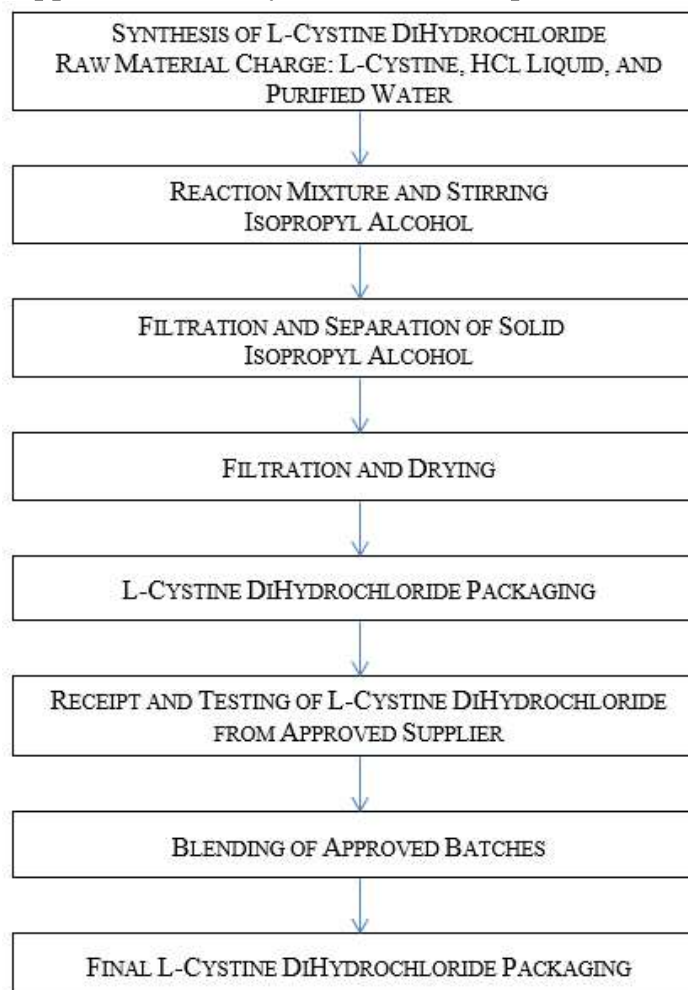 SYNTHESIS OF L-CYSTINE DIHYDROCHLORIDE
RAW MATERIAL CHARGE: L-CYSTINE, HCL LIQUID, AND
PURIFIED WATER
REACTION MIXTURE AND STIRRING
ISOPROPYL ALCOHOL
FILTRATION AND SEPARATION OF SOLID
ISOPROPYL ALCOHOL
FILTRATION AND DRYING
L-CYSTINE DIHYDROCHLORIDE PACKAGING
RECEIPT AND TESTING OF L-CYSTINE DIHYDROCHLORIDE
FROM APPROVED SUPPLIER
BLENDING OF APPROVED BATCHES
FINAL L-CYSTINE DIHYDROCHLORIDE PACKAGING